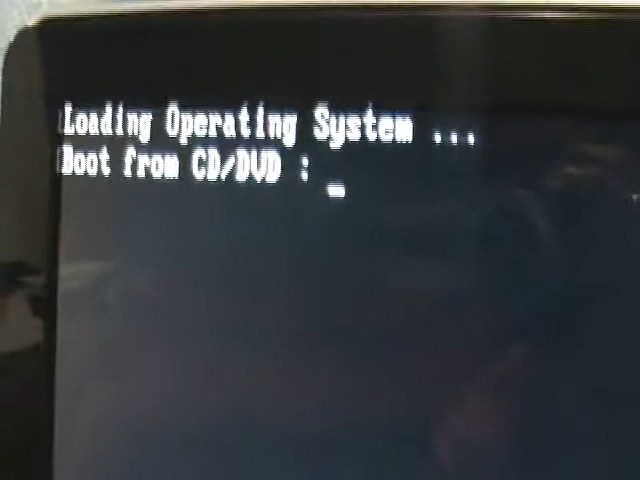 Loading Operating System ...
Boot from CD/DVD :